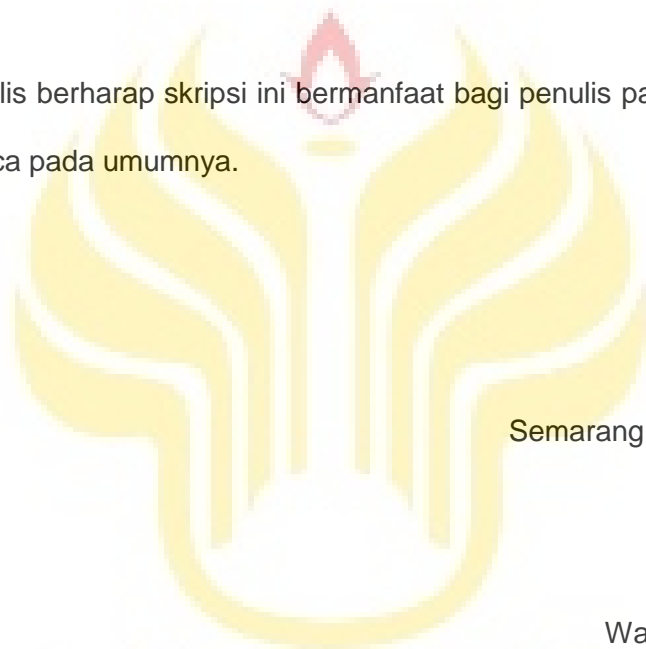 lis berharap skripsi ini bermanfaat bagi penulis pa
ca pada umumnya.
Semarang
Wa